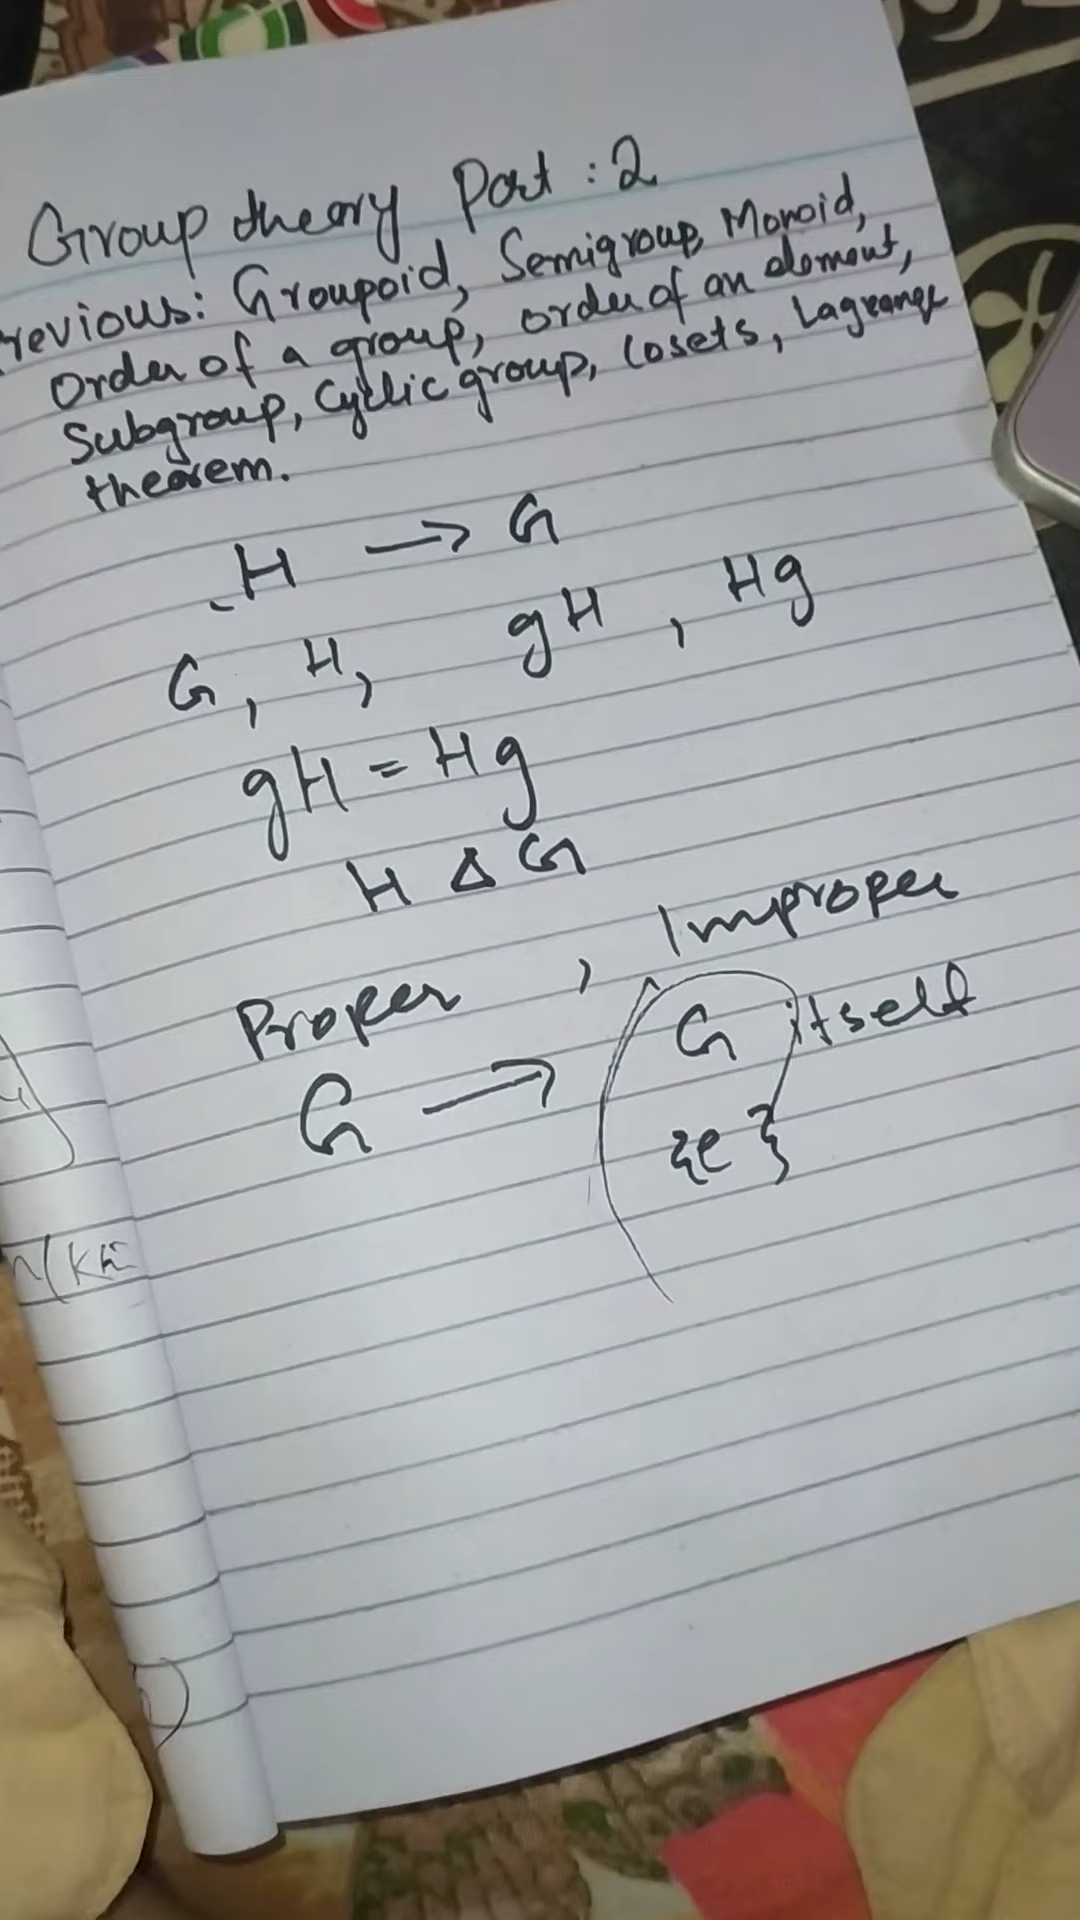 Group theory Part : 2
revious: Groupoid, Semigroup, Monoid,
Order of a group, order of an element,
Subgroup, Cyclic group, Cosets, Lagrange
theorem.
H → G
G, H, gH, Hg
gH = Hg
H Δ G
Proper, Improper
G → G itself
{e}